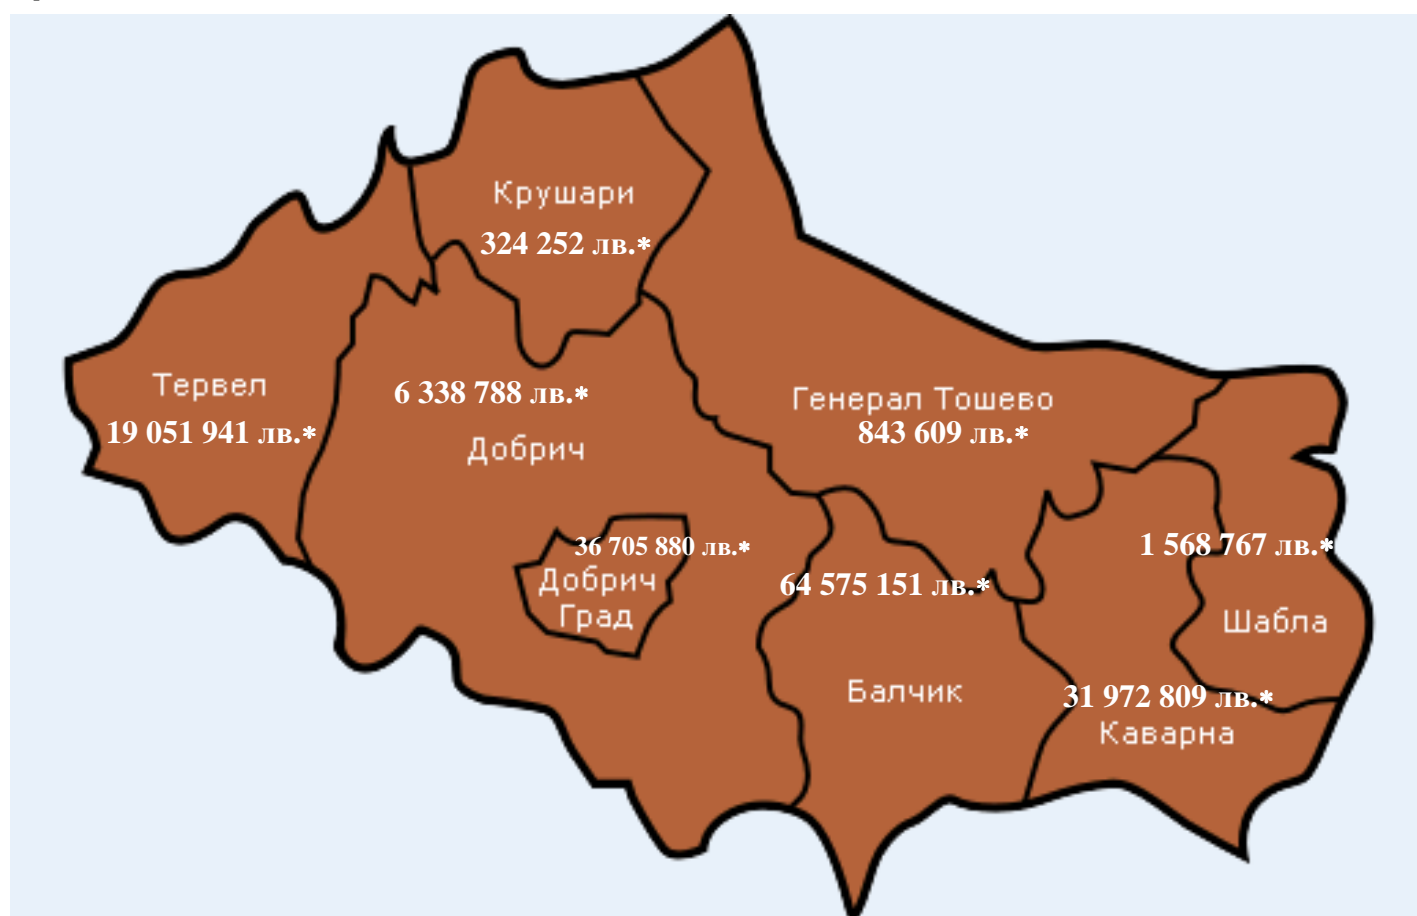 Крушари
324 252 лв.*
Тервел
19 051 941 лв.*
6 338 788 лв.*
Добрич
Генерал Тошево
843 609 лв.*
36 705 880 лв.*
Добрич
Град
64 575 151 лв.*
Балчик
1 568 767 лв.*
Шабла
31 972 809 лв.*
Каварна